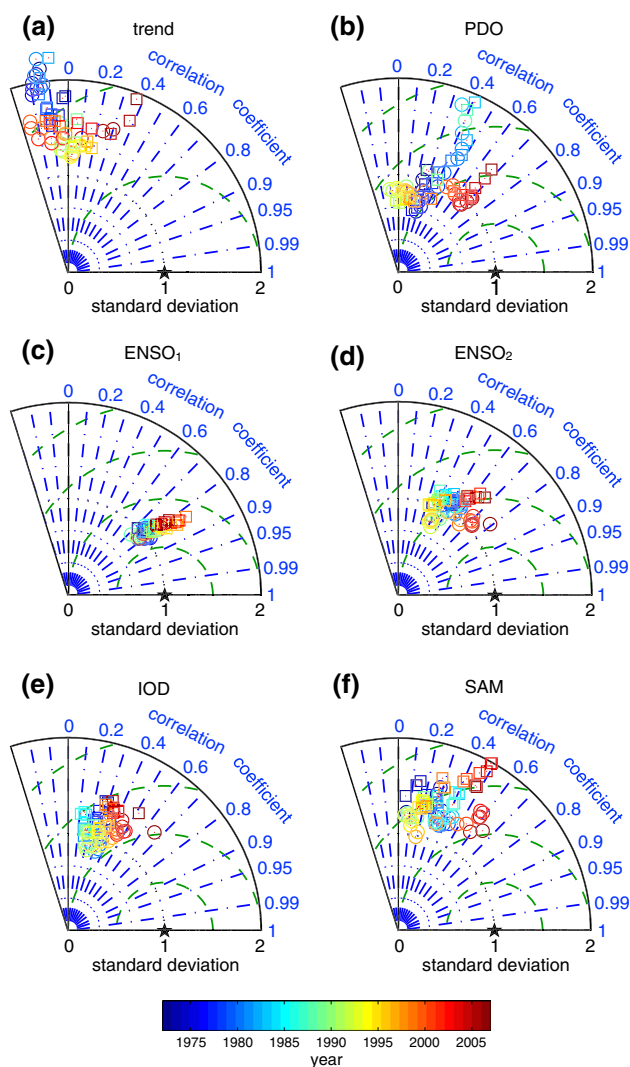 (a) trend
0 0.2 0.4 0.6 0.8 0.9 0.95 0.99 1
correlation coefficient
0 1 2
standard deviation
(b) PDO
0 0.2 0.4 0.6 0.8 0.9 0.95 0.99 1
correlation coefficient
0 1 2
standard deviation
(c) ENSO₁
0 0.2 0.4 0.6 0.8 0.9 0.95 0.99 1
correlation coefficient
0 1 2
standard deviation
(d) ENSO₂
0 0.2 0.4 0.6 0.8 0.9 0.95 0.99 1
correlation coefficient
0 1 2
standard deviation
(e) IOD
0 0.2 0.4 0.6 0.8 0.9 0.95 0.99 1
correlation coefficient
0 1 2
standard deviation
(f) SAM
0 0.2 0.4 0.6 0.8 0.9 0.95 0.99 1
correlation coefficient
0 1 2
standard deviation
1975 1980 1985 1990 1995 2000 2005
year